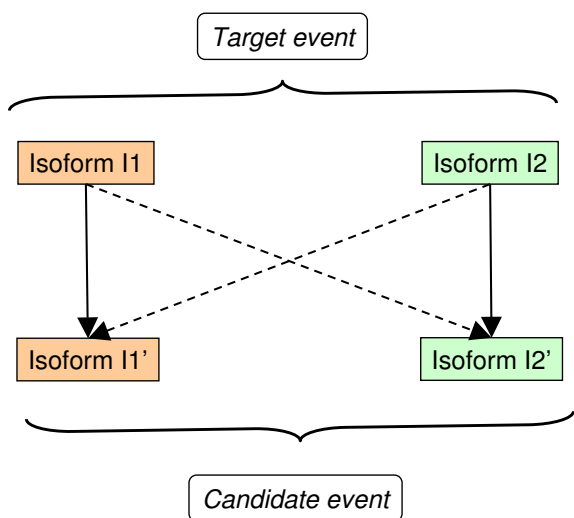 Target event
Isoform I1
Isoform I2
Isoform I1’
Isoform I2’
Candidate event